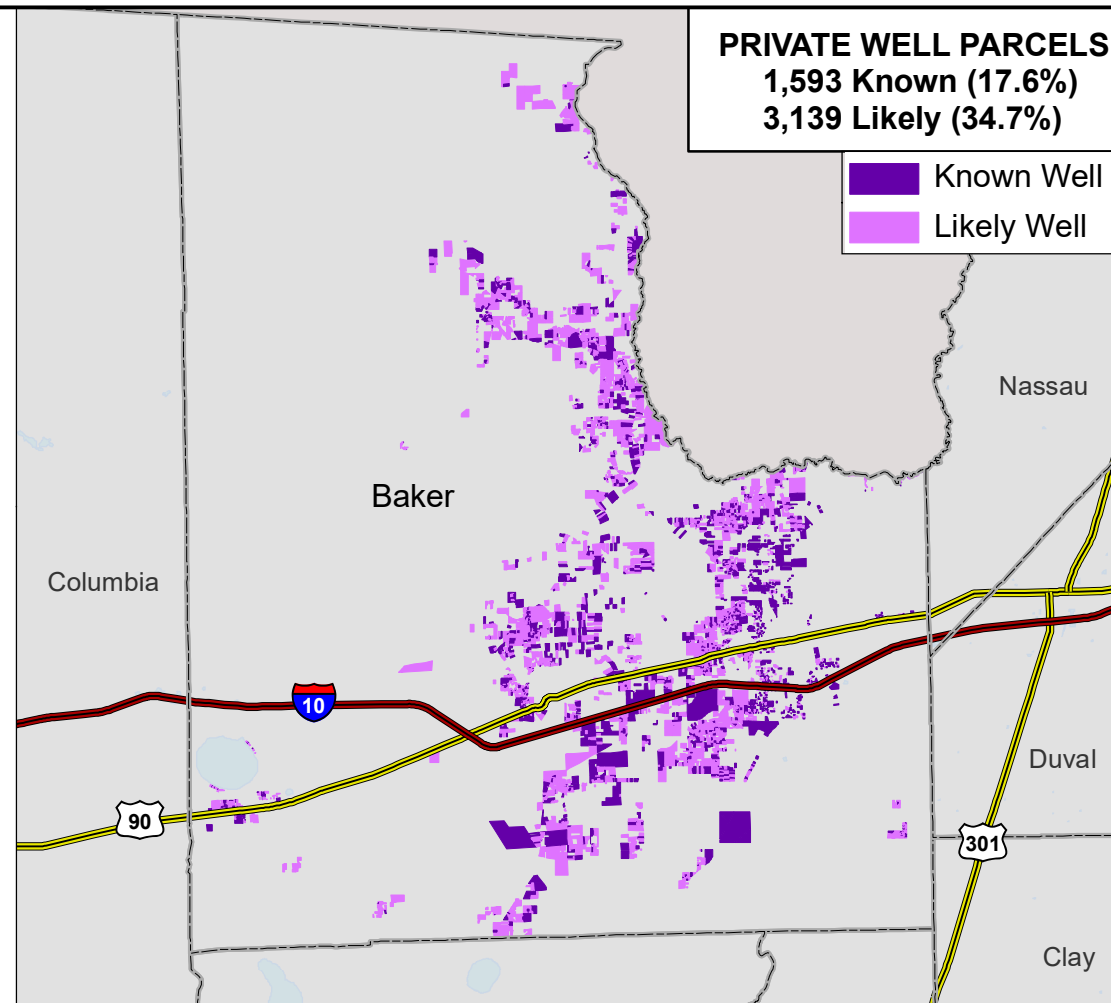 PRIVATE WELL PARCELS
1,593 Known (17.6%)
3,139 Likely (34.7%)
Known Well
Likely Well
Nassau
Baker
Columbia
10
Duval
90
301
Clay